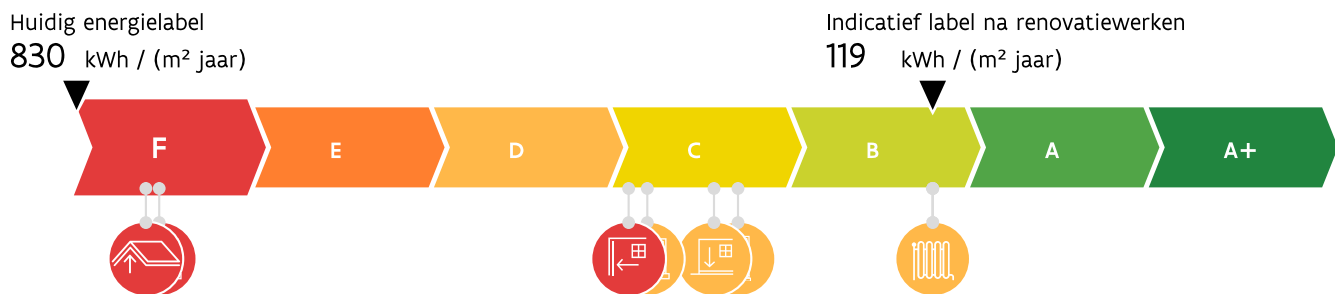 Huidig energielabel
830 kWh / (m² jaar)
Indicatief label na renovatiewerken
119 kWh / (m² jaar)
F E D C B A A+